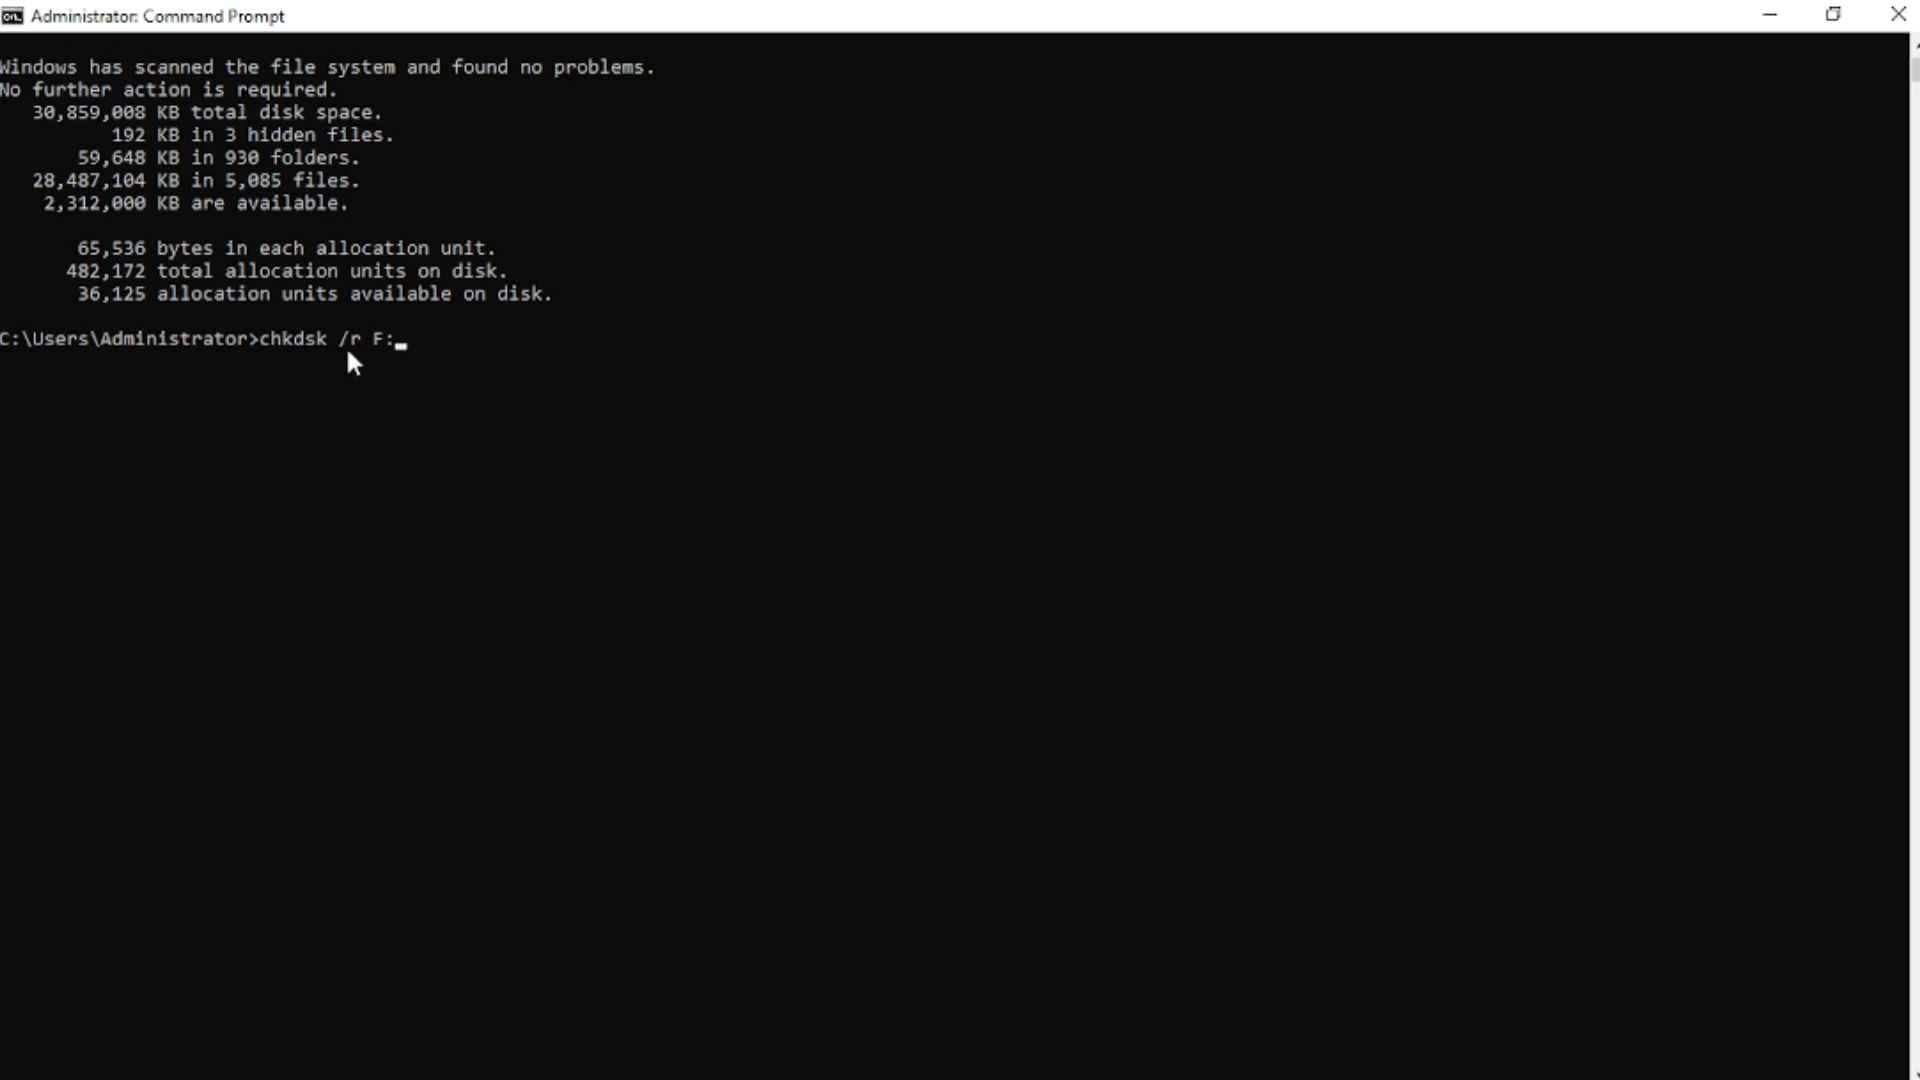 Administrator: Command Prompt
Windows has scanned the file system and found no problems.
No further action is required.
30,859,008 KB total disk space.
192 KB in 3 hidden files.
59,648 KB in 930 folders.
28,487,104 KB in 5,085 files.
2,312,000 KB are available.
65,536 bytes in each allocation unit.
482,172 total allocation units on disk.
36,125 allocation units available on disk.
C:\Users\Administrator>chkdsk /r F: